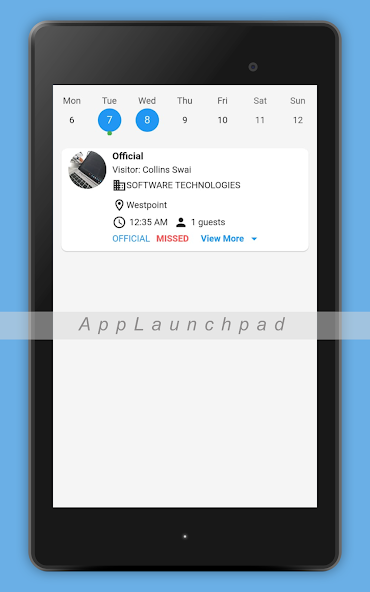 Mon Tue Wed Thu Fri Sat Sun
6 7 8 9 10 11 12
Official
Visitor: Collins Swai
SOFTWARE TECHNOLOGIES
Westpoint
12:35 AM 1 guests
OFFICIAL MISSED View More
AppLaunchpad